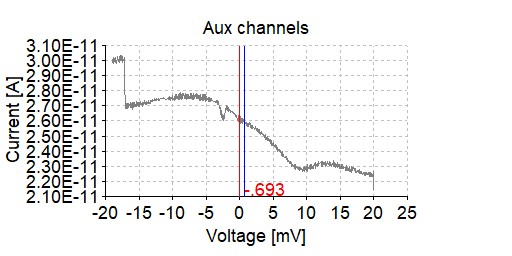 Aux channels
3.10E-11
3.00E-11
2.90E-11
2.80E-11
2.70E-11
2.60E-11
2.50E-11
2.40E-11
2.30E-11
2.20E-11
2.10E-11
Current [A]
-.693
-20 -15 -10 -5 0 5 10 15 20 25
Voltage [mV]